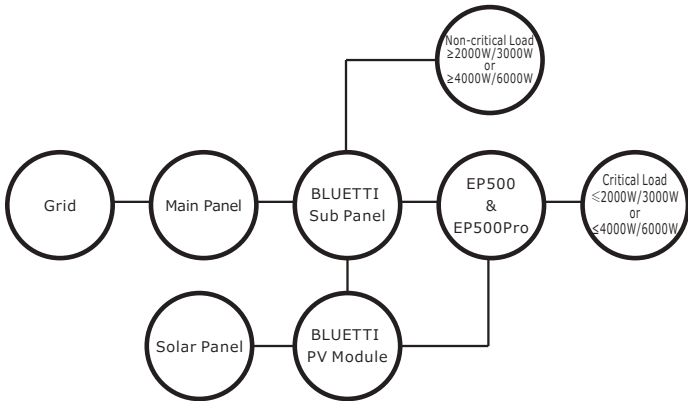 Non-critical Load
≥2000W/3000W
or
≥4000W/6000W
Grid
Main Panel
BLUETTI
Sub Panel
EP500
&
EP500Pro
Critical Load
≤2000W/3000W
or
≤4000W/6000W
Solar Panel
BLUETTI
PV Module